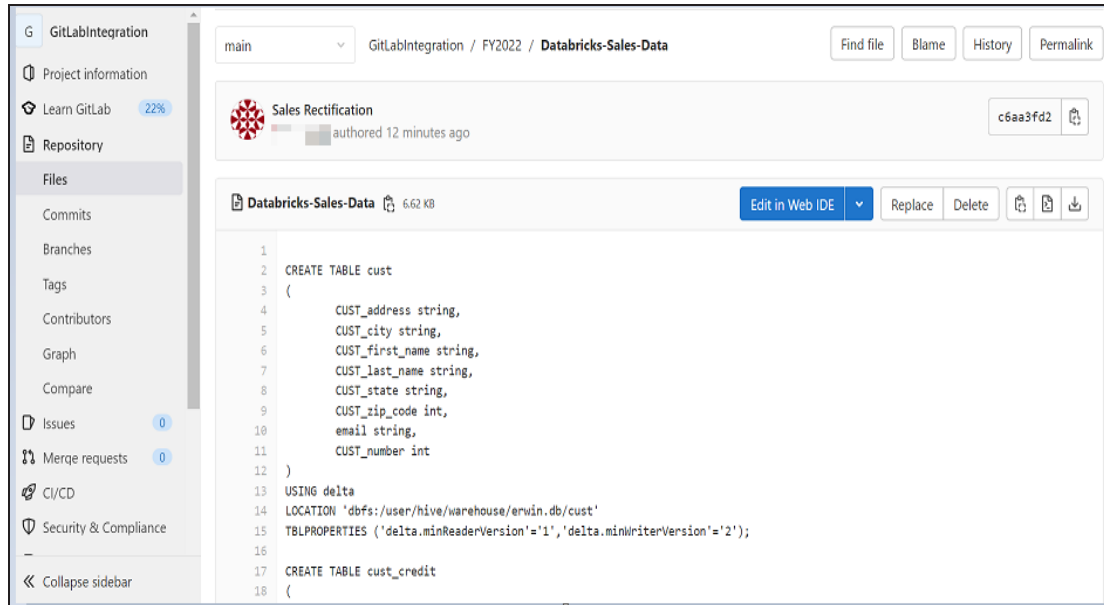 G GitLabInteqration
Project information
Learn GitLab 22%
Repository
Files
Commits
Branches
Tags
Contributors
Graph
Compare
Issues 0
Merqe requests 0
CI/CD
Security & Compliance
Collapse sidebar
main
GitLabInteqration / FY2022 / Databricks-Sales-Data
Find file Blame History Permalink
Sales Rectification
authored 12 minutes ago
c6aa3fd2
Databricks-Sales-Data 6.62 KB
Edit in Web IDE Replace Delete
1
2 CREATE TABLE cust
3 (
4 CUST_address string,
5 CUST_city string,
6 CUST_first_name string,
7 CUST_last_name string,
8 CUST_state string,
9 CUST_zip_code int,
10 email string,
11 CUST_number int
12 )
13 USING delta
14 LOCATION 'dbfs:/user/hive/warehouse/erwin.db/cust'
15 TBLPROPERTIES ('delta.minReaderVersion'='1','delta.minWriterVersion'='2');
16
17 CREATE TABLE cust_credit
18 (